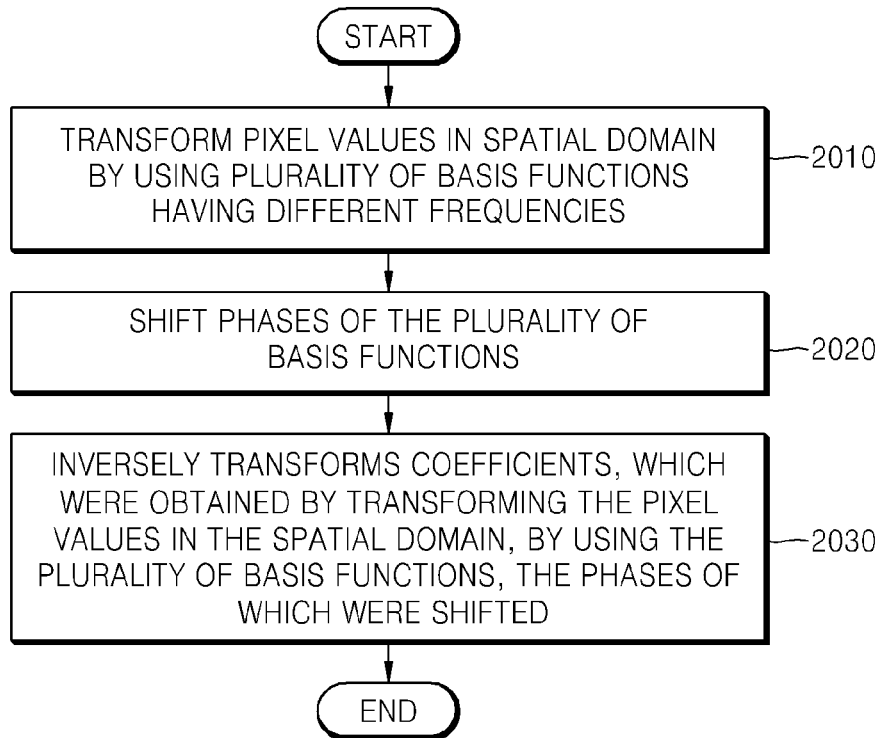 START
TRANSFORM PIXEL VALUES IN SPATIAL DOMAIN
BY USING PLURALITY OF BASIS FUNCTIONS
HAVING DIFFERENT FREQUENCIES
2010
SHIFT PHASES OF THE PLURALITY OF
BASIS FUNCTIONS
2020
INVERSELY TRANSFORMS COEFFICIENTS, WHICH
WERE OBTAINED BY TRANSFORMING THE PIXEL
VALUES IN THE SPATIAL DOMAIN, BY USING THE
PLURALITY OF BASIS FUNCTIONS, THE PHASES OF
WHICH WERE SHIFTED
2030
END